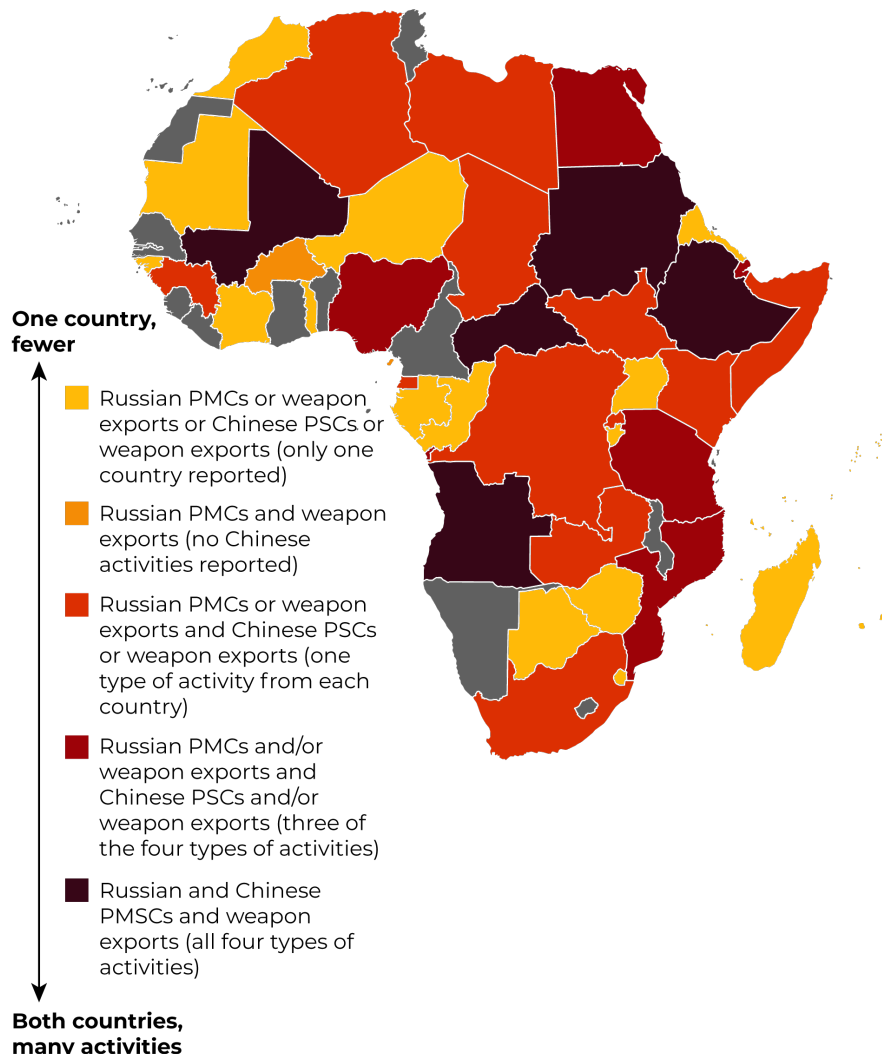 One country,
fewer
Russian PMCs or weapon
exports or Chinese PSCs or
weapon exports (only one
country reported)
Russian PMCs and weapon
exports (no Chinese
activities reported)
Russian PMCs or weapon
exports and Chinese PSCs
or weapon exports (one
type of activity from each
country)
Russian PMCs and/or
weapon exports and
Chinese PSCs and/or
weapon exports (three of
the four types of activities)
Russian and Chinese
PMSCs and weapon
exports (all four types of
activities)
Both countries,
many activities